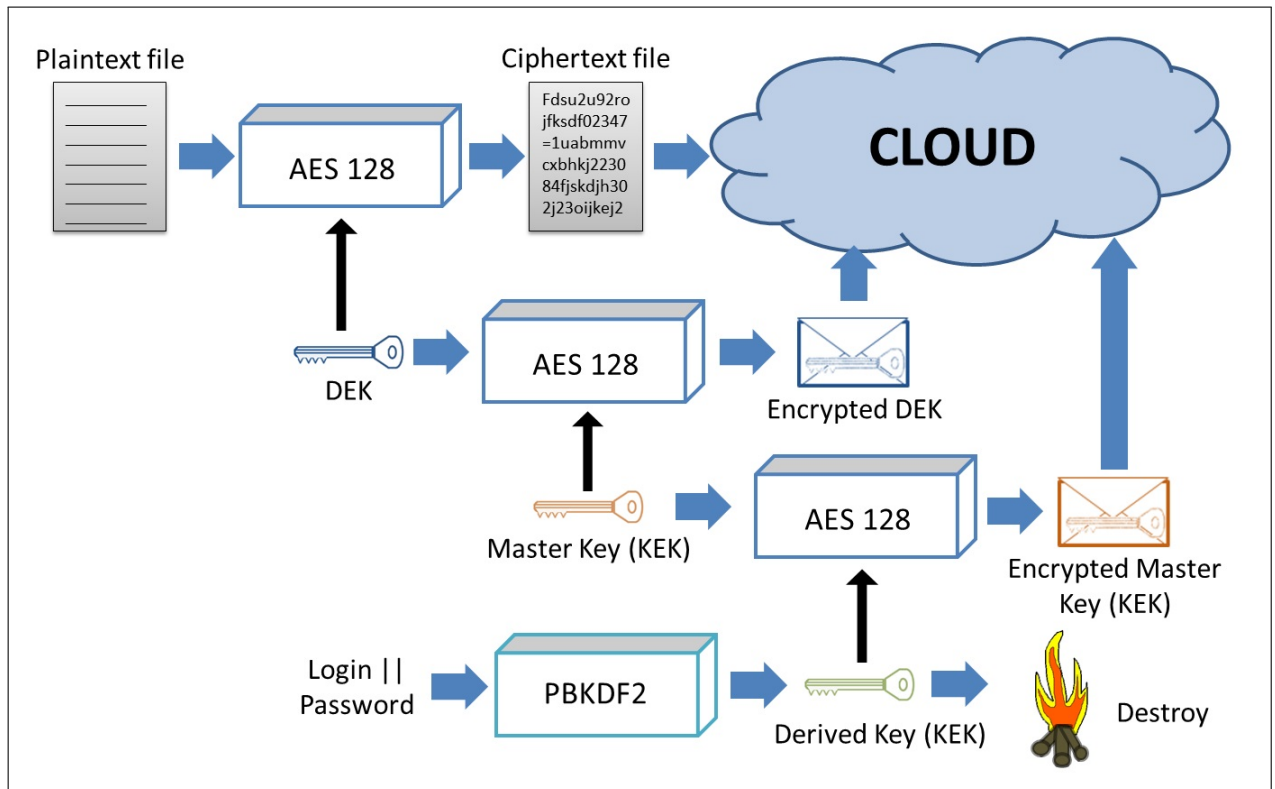 Plaintext file
Ciphertext file
Fdsu2u92ro
jfksdf02347
=1uabmmv
cxbhkj2230
84fjskdjh30
2j23oijkej2
AES 128
CLOUD
DEK
AES 128
Encrypted DEK
Master Key (KEK)
AES 128
Encrypted Master
Key (KEK)
Login ||
Password
PBKDF2
Derived Key (KEK)
Destroy